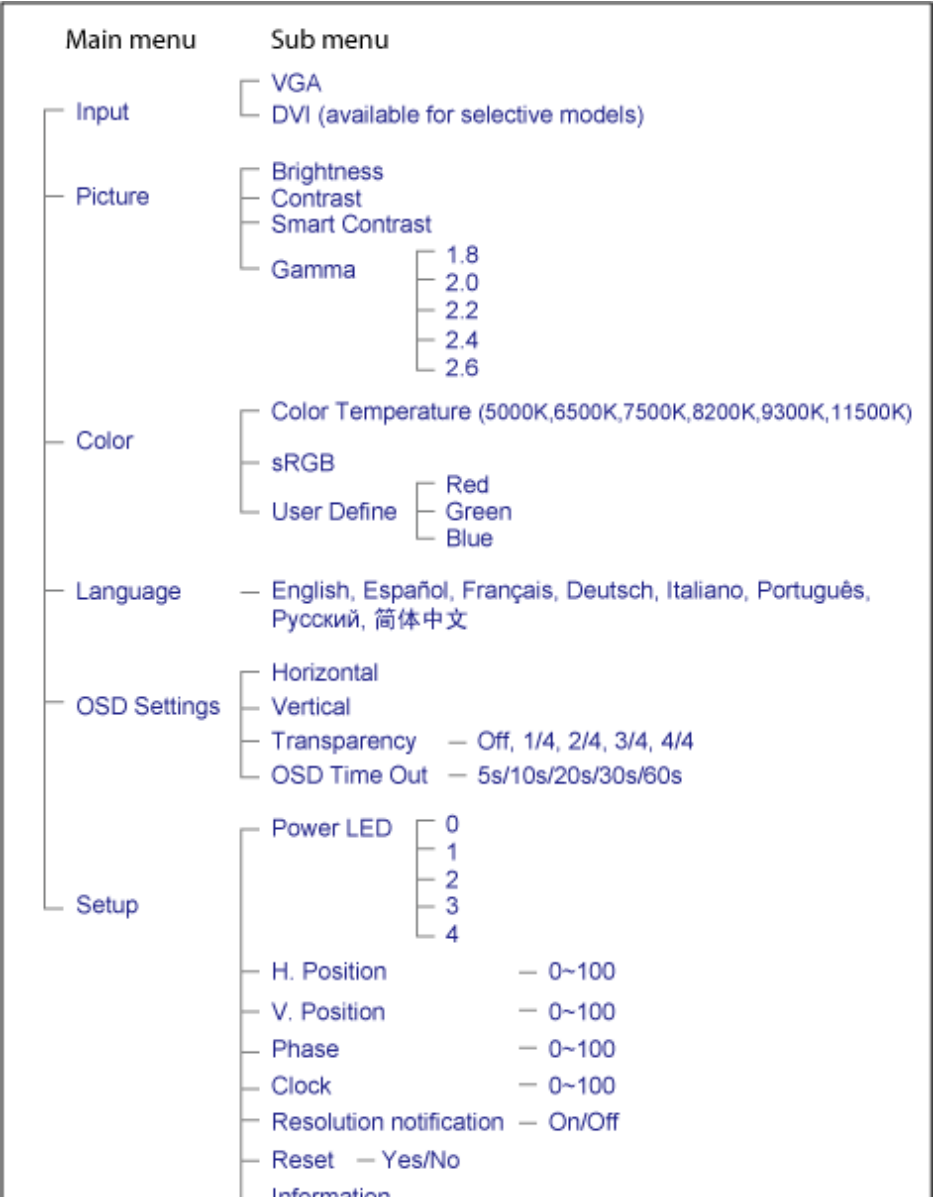 Main menu Sub menu
VGA
Input
DVI (available for selective models)
Brightness
Picture
Contrast
Smart Contrast
Gamma
1.8
2.0
2.2
2.4
2.6
Color Temperature (5000K,6500K,7500K,8200K,9300K,11500K)
Color
sRGB
User Define
Red
Green
Blue
Language
English, Español, Français, Deutsch, Italiano, Português,
Русский, 简体中文
OSD Settings
Horizontal
Vertical
Transparency — Off, 1/4, 2/4, 3/4, 4/4
OSD Time Out — 5s/10s/20s/30s/60s
Setup
Power LED
0
1
2
3
4
H. Position — 0~100
V. Position — 0~100
Phase — 0~100
Clock — 0~100
Resolution notification — On/Off
Reset — Yes/No
Information